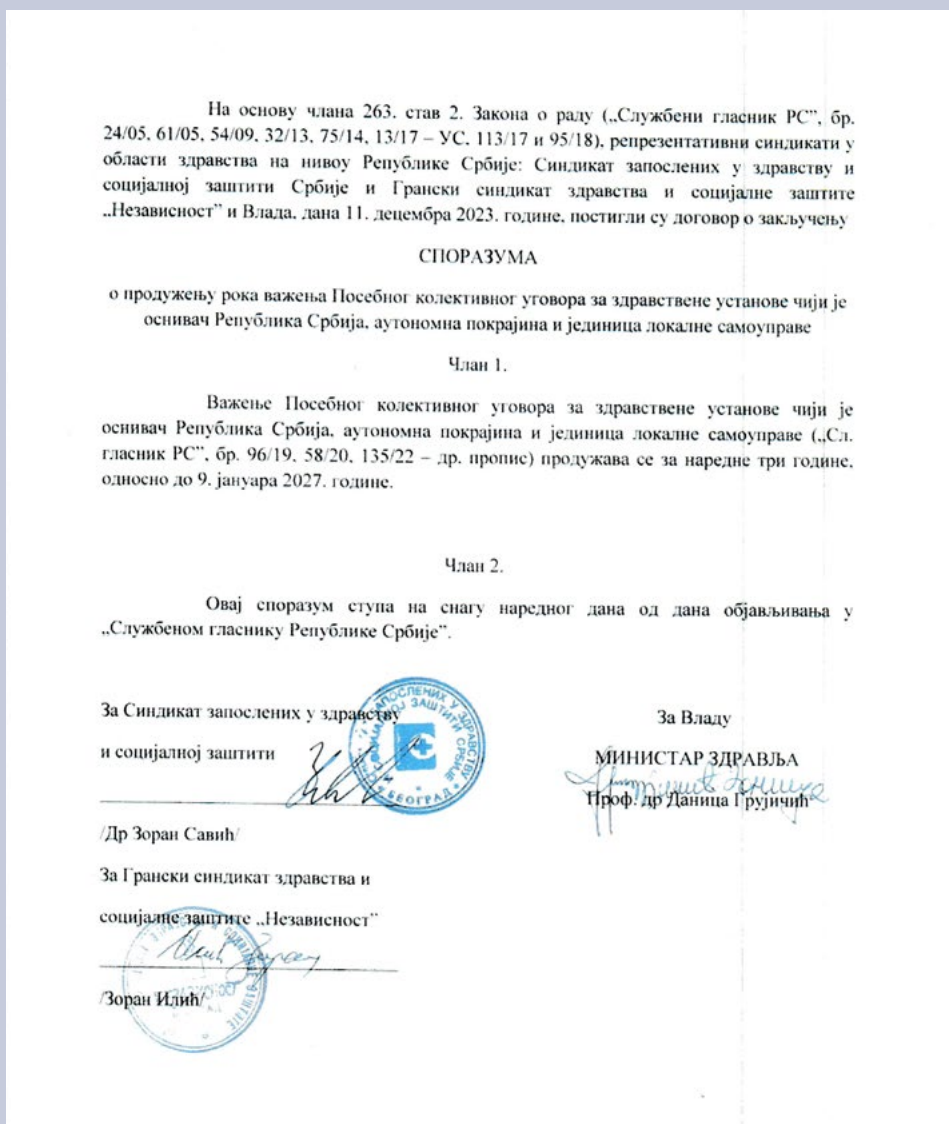 На основу члана 263. став 2. Закона о раду („Службени гласник РС”, бр.
24/05, 61/05, 54/09, 32/13, 75/14, 13/17 – УС, 113/17 и 95/18), репрезентативни синдикати у
области здравства на нивоу Републике Србије: Синдикат запослених у здравству и
социјалној заштити Србије и Грански синдикат здравства и социјалне заштите
„Независност” и Влада, дана 11. децембра 2023. године, постигли су договор о закључењу
СПОРАЗУМА
о продужењу рока важења Посебног колективног уговора за здравствене установе чији је
оснивач Република Србија, аутономна покрајина и јединица локалне самоуправе
Члан 1.
Важење Посебног колективног уговора за здравствене установе чији је
оснивач Република Србија, аутономна покрајина и јединица локалне самоуправе („Сл.
гласник РС”, бр. 96/19, 58/20, 135/22 – др. пропис) продужава се за наредне три године,
односно до 9. јануара 2027. године.
Члан 2.
Овај споразум ступа на снагу наредног дана од дана објављивања у
„Службеном гласнику Републике Србије”.
За Синдикат запослених у здравству
и социјалној заштити
ЗАПОСЛЕНИХ У ЗДРАВСТВУ
СОЦИЈАЛНОЈ ЗАШТИТИ СРБИЈЕ
БЕОГРАД
/Др Зоран Савић/
За Влaду
МИНИСТАР ЗДРАВЉА
Проф. др Даница Грујичић
За Грански синдикат здравства и
социјалне заштите „Независност”
/Зоран Илић/